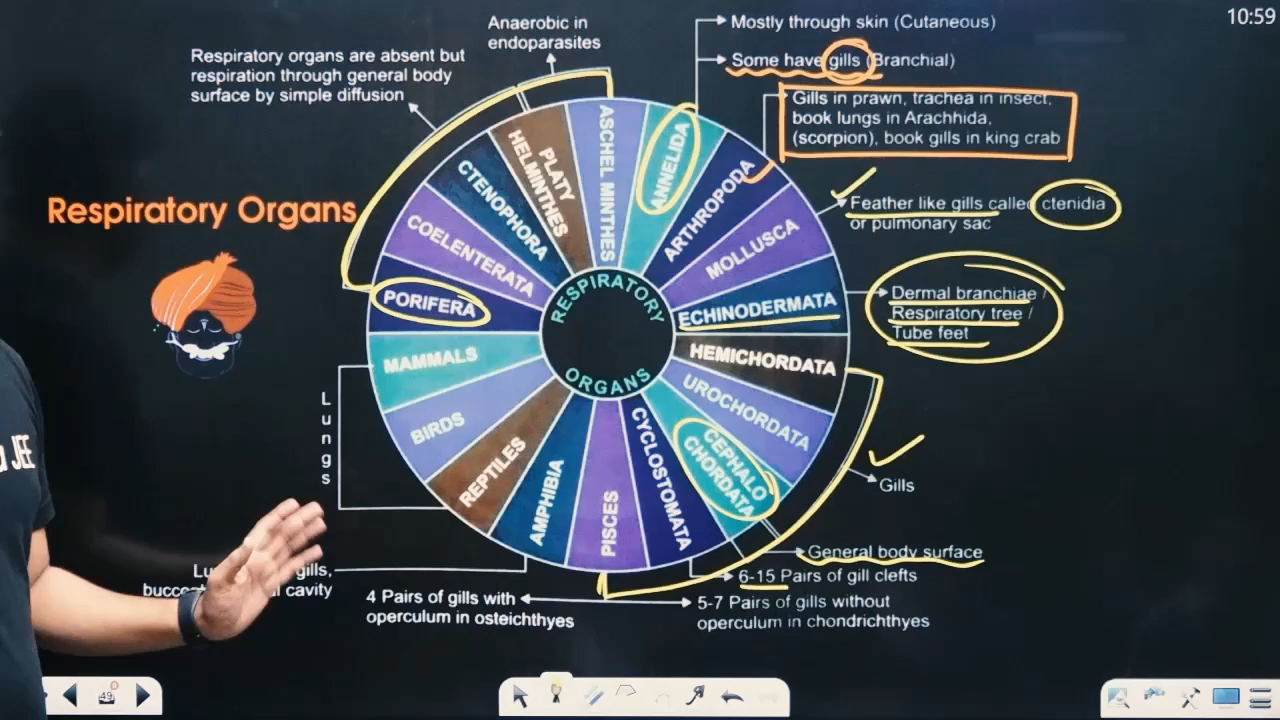 10:59
Anaerobic in
endoparasites
Mostly through skin (Cutaneous)
Some have gills (Branchial)
Respiratory organs are absent but
respiration through general body
surface by simple diffusion
Gills in prawn, trachea in insect,
book lungs in Arachhida,
(scorpion), book gills in king crab
Feather like gills called ctenidia
or pulmonary sac
Respiratory Organs
Dermal branchiae /
Respiratory tree /
Tube feet
RESPIRATORY
ORGANS
ASCHEL MINTHES
ANNELIDA
ARTHROPODA
MOLLUSCA
ECHINODERMATA
HEMICHORDATA
UROCHORDATA
CEPHALO
CHORDATA
CYCLOSTOMATA
PISCES
AMPHIBIA
REPTILES
BIRDS
MAMMALS
PORIFERA
COELENTERATA
CTENOPHORA
PLATY
HELMINTHES
Lungs
Gills
General body surface
6-15 Pairs of gill clefts
gills,
cavity
4 Pairs of gills with
operculum in osteichthyes
5-7 Pairs of gills without
operculum in chondrichthyes
JEE
49